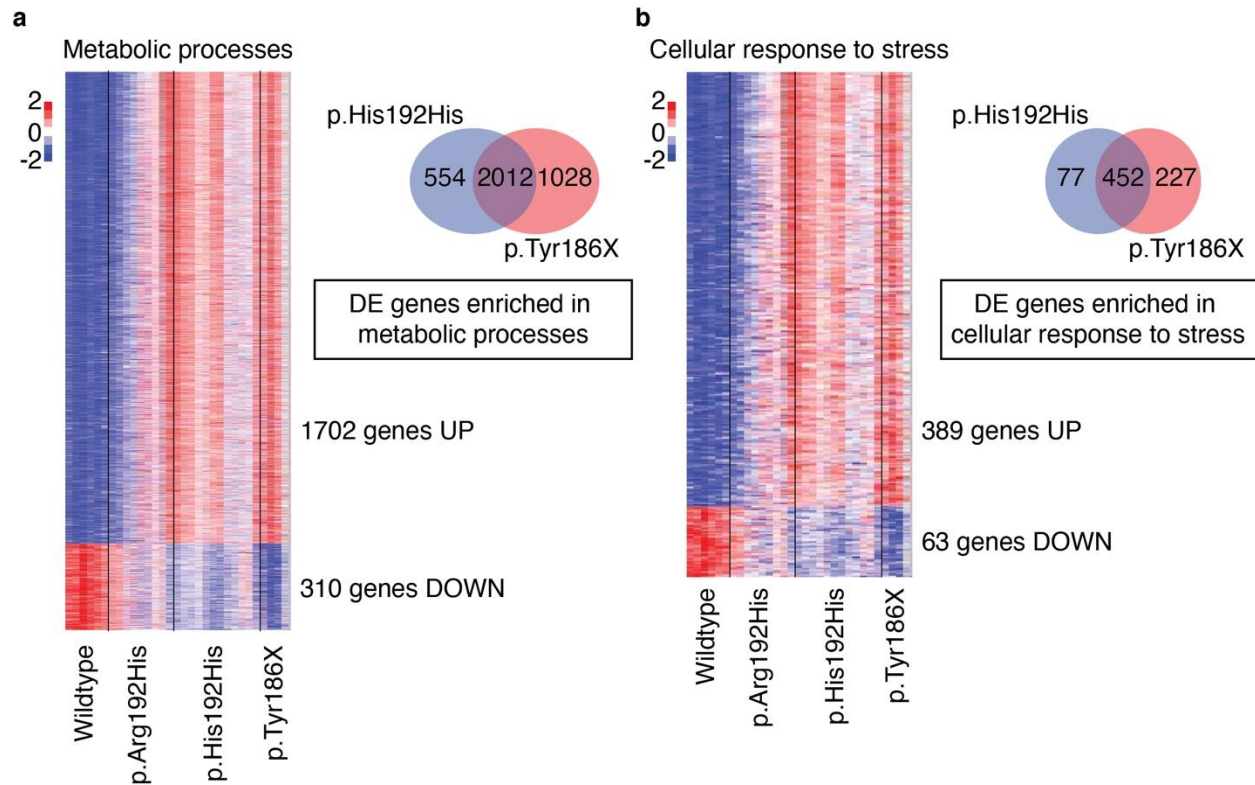 a
Metabolic processes
2
0
-2
p.His192His
554 2012 1028
p.Tyr186X
DE genes enriched in
metabolic processes
1702 genes UP
310 genes DOWN
Wildtype
p.Arg192His
p.His192His
p.Tyr186X
b
Cellular response to stress
2
0
-2
p.His192His
77 452 227
p.Tyr186X
DE genes enriched in
cellular response to stress
389 genes UP
63 genes DOWN
Wildtype
p.Arg192His
p.His192His
p.Tyr186X